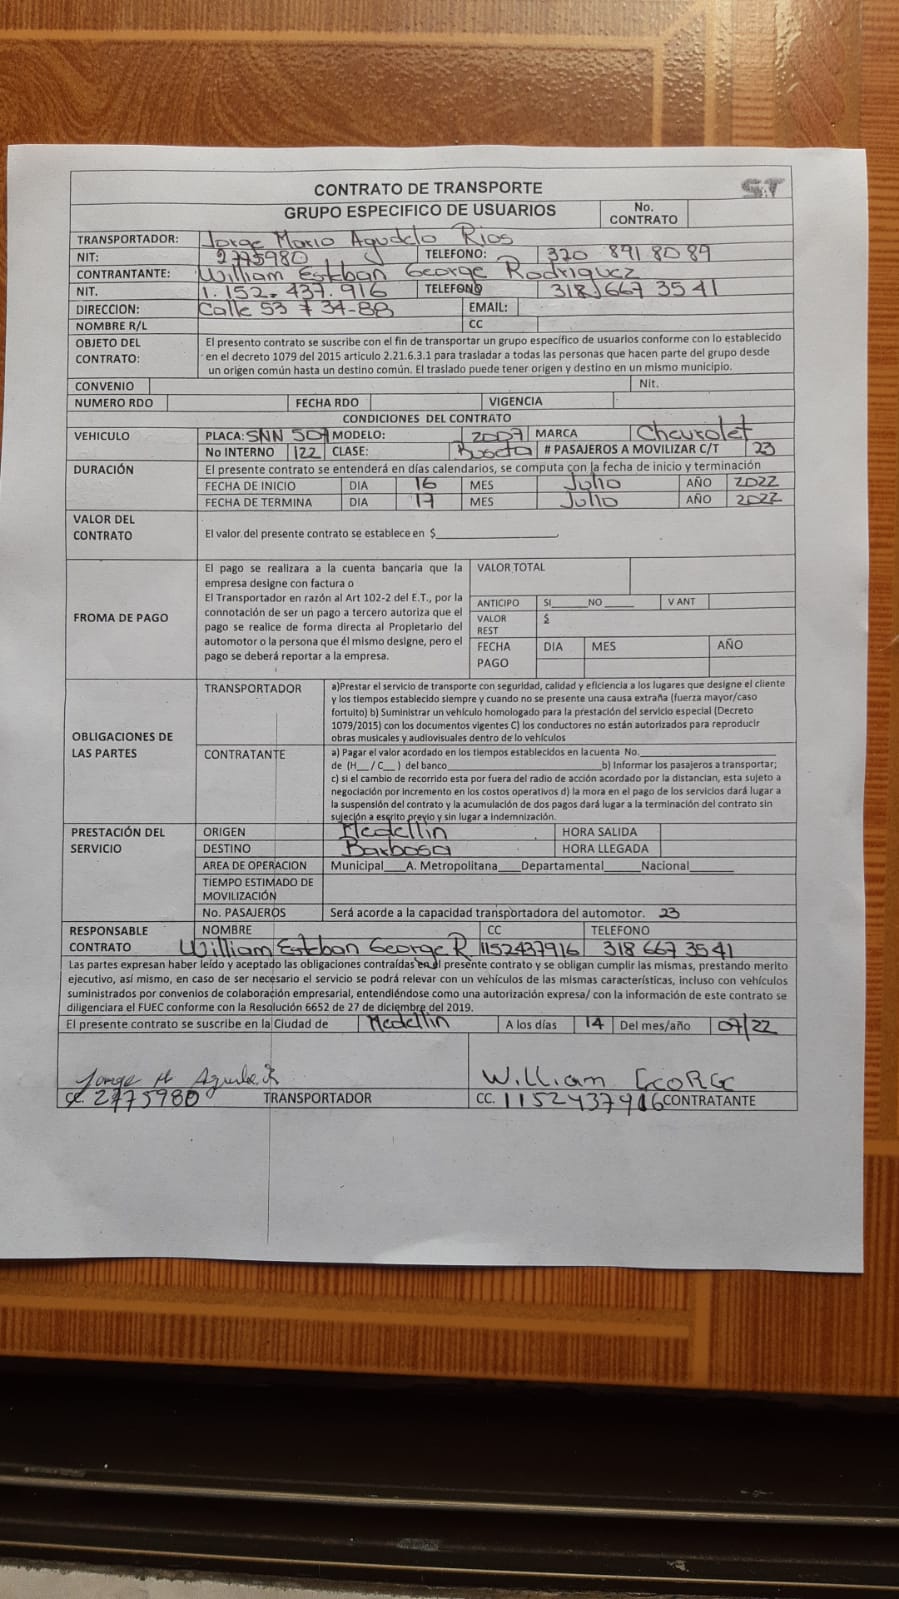 CONTRATO DE TRANSPORTE
S&T
GRUPO ESPECIFICO DE USUARIOS No. CONTRATO
TRANSPORTADOR: Jorge Mario Agudelo Rios
NIT: 2775980 TELEFONO: 320 891 8089
CONTRANTANTE: William Esteban George Rodriguez
NIT. 1.152.437.916 TELEFONO 318 667 35 41
DIRECCION: Calle 53 # 34-88 EMAIL:
NOMBRE R/L CC
OBJETO DEL CONTRATO: El presento contrato se suscribe con el fin de transportar un grupo específico de usuarios conforme con lo establecido
en el decreto 1079 del 2015 articulo 2.21.6.3.1 para trasladar a todas las personas que hacen parte del grupo desde
un origen común hasta un destino común. El traslado puede tener origen y destino en un mismo municipio.
CONVENIO Nit.
NUMERO RDO FECHA RDO VIGENCIA
CONDICIONES DEL CONTRATO
VEHICULO PLACA: SNN 507 MODELO: 2007 MARCA Chevrolet
No INTERNO 122 CLASE: Buseta # PASAJEROS A MOVILIZAR C/T 23
DURACIÓN El presente contrato se entenderá en días calendarios, se computa con la fecha de inicio y terminación
FECHA DE INICIO DIA 16 MES Julio AÑO 2022
FECHA DE TERMINA DIA 17 MES Julio AÑO 2022
VALOR DEL CONTRATO El valor del presente contrato se establece en $
FROMA DE PAGO
El pago se realizara a la cuenta bancaria que la
empresa designe con factura o
El Transportador en razón al Art 102-2 del E.T., por la
connotación de ser un pago a tercero autoriza que el
pago se realice de forma directa al Propietario del
automotor o la persona que él mismo designe, pero el
pago se deberá reportar a la empresa.
VALOR TOTAL
ANTICIPO SI______NO______ V ANT
VALOR REST $
FECHA PAGO DIA MES AÑO
OBLIGACIONES DE LAS PARTES
TRANSPORTADOR a)Prestar el servicio de transporte con seguridad, calidad y eficiencia a los lugares que designe el cliente
y los tiempos establecido siempre y cuando no se presente una causa extraña (fuerza mayor/caso
fortuito) b) Suministrar un vehículo homologado para la prestación del servicio especial (Decreto
1079/2015) con los documentos vigentes C) los conductores no están autorizados para reproducir
obras musicales y audiovisuales dentro de lo vehículos
CONTRATANTE a) Pagar el valor acordado en los tiempos establecidos en la cuenta No.
de (H__ / C__ ) del banco______________________b) Informar los pasajeros a transportar;
c) si el cambio de recorrido esta por fuera del radio de acción acordado por la distancian, esta sujeto a
negociación por incremento en los costos operativos d) la mora en el pago de los servicios dará lugar a
la suspensión del contrato y la acumulación de dos pagos dará lugar a la terminación del contrato sin
sujeción a escrito previo y sin lugar a indemnización.
PRESTACIÓN DEL SERVICIO
ORIGEN Medellin HORA SALIDA
DESTINO Barbosa HORA LLEGADA
AREA DE OPERACION Municipal____A. Metropolitana____Departamental______Nacional_______
TIEMPO ESTIMADO DE MOVILIZACIÓN
No. PASAJEROS Será acorde a la capacidad transportadora del automotor. 23
RESPONSABLE CONTRATO NOMBRE CC TELEFONO
William Esteban George R 1152437916 318 667 3541
Las partes expresan haber leído y aceptado las obligaciones contraídas en el presente contrato y se obligan cumplir las mismas, prestando merito
ejecutivo, así mismo, en caso de ser necesario el servicio se podrá relevar con un vehículos de las mismas características, incluso con vehículos
suministrados por convenios de colaboración empresarial, entendiéndose como una autorización expresa/ con la información de este contrato se
diligenciara el FUEC conforme con la Resolución 6652 de 27 de diciembre del 2019.
El presente contrato se suscribe en la Ciudad de Medellin A los días 14 Del mes/año 07/22
Jorge M William GEORGE
CC. 2775980 TRANSPORTADOR CC. 1152437916 CONTRATANTE